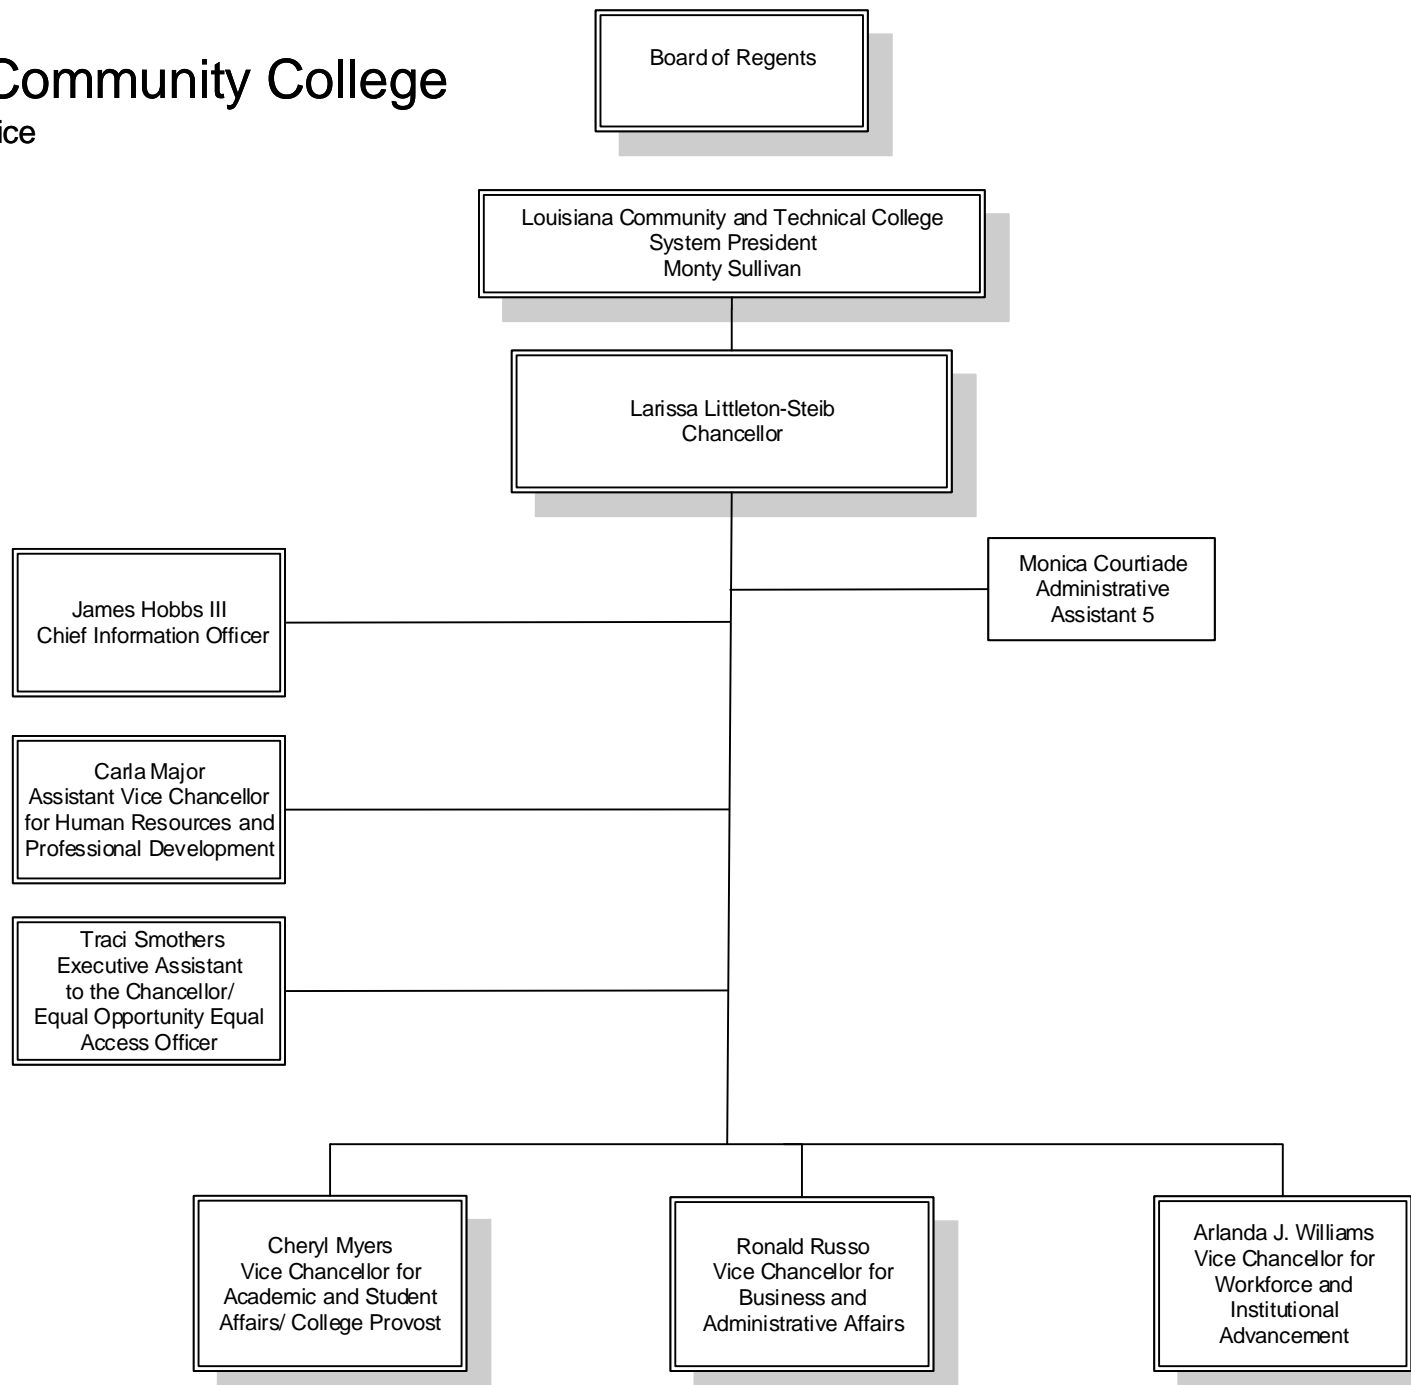 Community College
ice
Board of Regents
Louisiana Community and Technical College
System President
Monty Sullivan
Larissa Littleton-Steib
Chancellor
Monica Courtiade
Administrative
Assistant 5
James Hobbs III
Chief Information Officer
Carla Major
Assistant Vice Chancellor
for Human Resources and
Professional Development
Traci Smothers
Executive Assistant
to the Chancellor/
Equal Opportunity Equal
Access Officer
Cheryl Myers
Vice Chancellor for
Academic and Student
Affairs/ College Provost
Ronald Russo
Vice Chancellor for
Business and
Administrative Affairs
Arlanda J. Williams
Vice Chancellor for
Workforce and
Institutional
Advancement